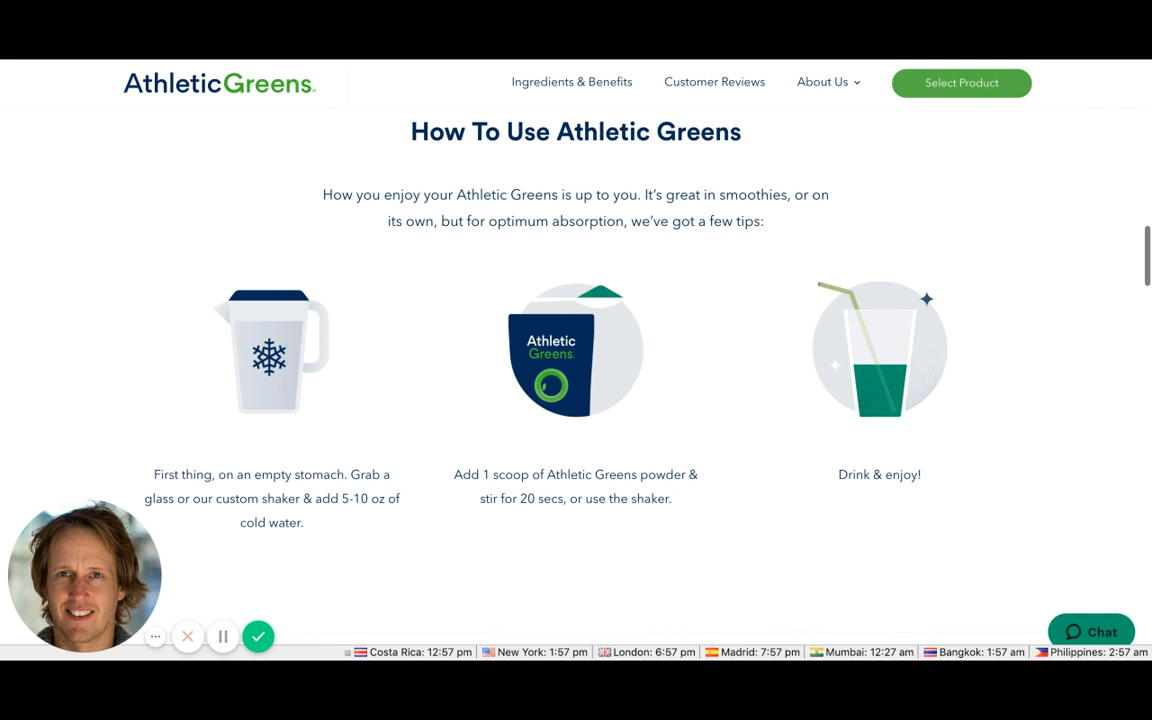 AthleticGreens.
Ingredients & Benefits
Customer Reviews
About Us
Select Product
How To Use Athletic Greens
How you enjoy your Athletic Greens is up to you. It’s great in smoothies, or on
its own, but for optimum absorption, we’ve got a few tips:
Athletic
Greens.
First thing, on an empty stomach. Grab a
glass or our custom shaker & add 5-10 oz of
cold water.
Add 1 scoop of Athletic Greens powder &
stir for 20 secs, or use the shaker.
Drink & enjoy!
Chat
Costa Rica: 12:57 pm
New York: 1:57 pm
London: 6:57 pm
Madrid: 7:57 pm
Mumbai: 12:27 am
Bangkok: 1:57 am
Philippines: 2:57 am